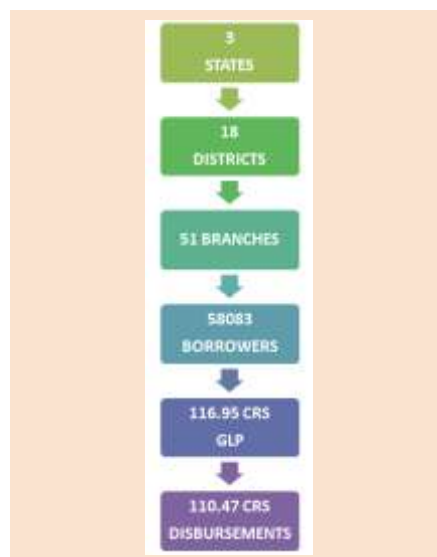 3
STATES
18
DISTRICTS
51 BRANCHES
58083
BORROWERS
116.95 CRS
GLP
110.47 CRS
DISBURSEMENTS